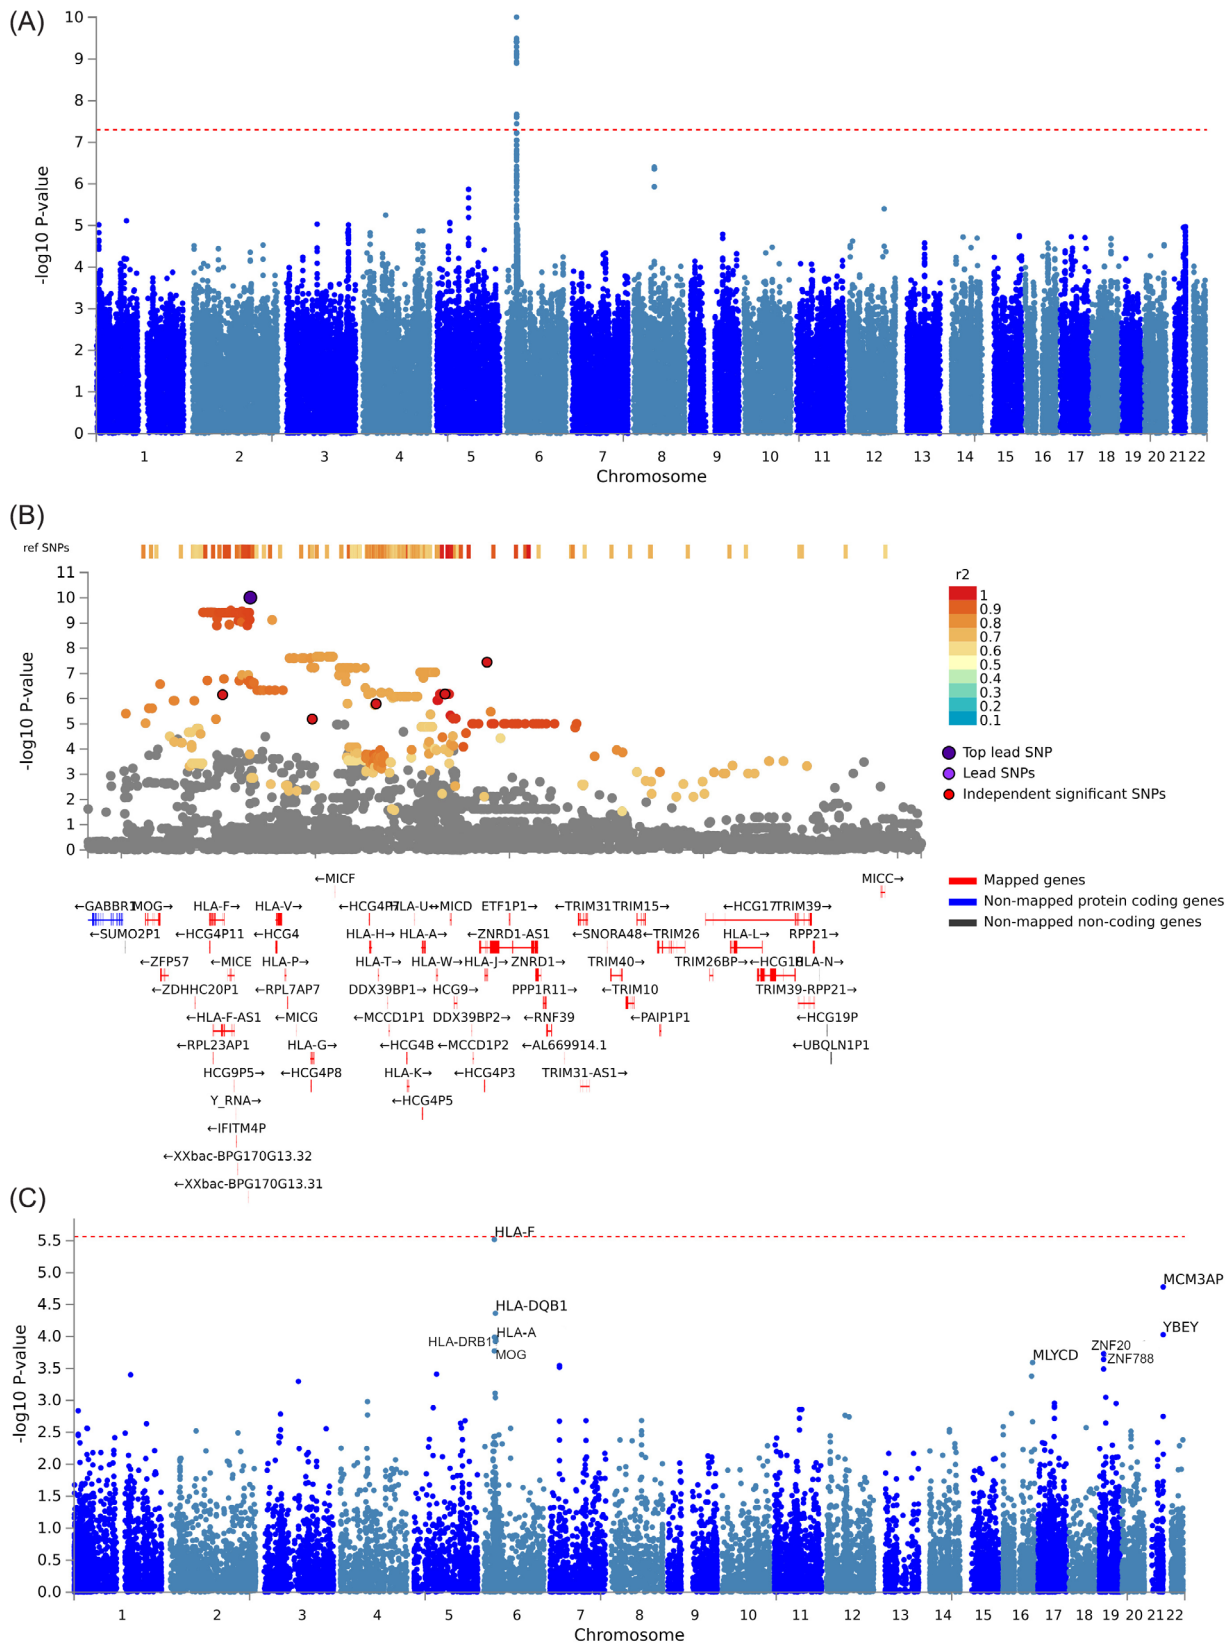 (A)
10
9
8
7
6
5
4
3
2
1
0
-log10 P-value
1 2 3 4 5 6 7 8 9 10 11 12 13 14 15 16 17 18 19 20 21 22
Chromosome
(B)
ref SNPs
11
10
9
8
7
6
5
4
3
2
1
0
-log10 P-value
r2
1
0.9
0.8
0.7
0.6
0.5
0.4
0.3
0.2
0.1
Top lead SNP
Lead SNPs
Independent significant SNPs
←MICF MICC→
←GABBR1 MOG→ HLA-F→ HLA-V→ ←HCG4P7 HLA-U→ ←MICD ETF1P1→ ←TRIM31 TRIM15→ ←HCG17 TRIM39→
←SUMO2P1 ←HCG4P11 ←HCG4 HLA-H→ HLA-A→ ←ZNRD1-AS1 ←SNORA48 ←TRIM26 HLA-L→ RPP21→
←ZFP57 ←MICE HLA-P→ HLA-T→ HLA-W→ HLA-J→ ZNRD1→ TRIM40→ TRIM26BP→ ←HCG18 HLA-N→
←ZDHHC20P1 ←RPL7AP7 DDX39BP1→ HCG9→ PPP1R11→ ←TRIM10 TRIM39-RPP21→
←HLA-F-AS1 ←MICG ←MCCD1P1 DDX39BP2→ ←RNF39 ←PAIP1P1 ←HCG19P
←RPL23AP1 HLA-G→ ←HCG4B ←MCCD1P2 ←AL669914.1 ←UBQLN1P1
HCG9P5→ ←HCG4P8 HLA-K→ ←HCG4P3 TRIM31-AS1→
Y_RNA→ ←HCG4P5
←IFITM4P
←XXbac-BPG170G13.32
←XXbac-BPG170G13.31
Mapped genes
Non-mapped protein coding genes
Non-mapped non-coding genes
(C)
5.5
5.0
4.5
4.0
3.5
3.0
2.5
2.0
1.5
1.0
0.5
0.0
-log10 P-value
HLA-F
MCM3AP
HLA-DQB1
YBEY
HLA-A
HLA-DRB1
MOG
MLYCD
ZNF20
ZNF788
1 2 3 4 5 6 7 8 9 10 11 12 13 14 15 16 17 18 19 20 21 22
Chromosome